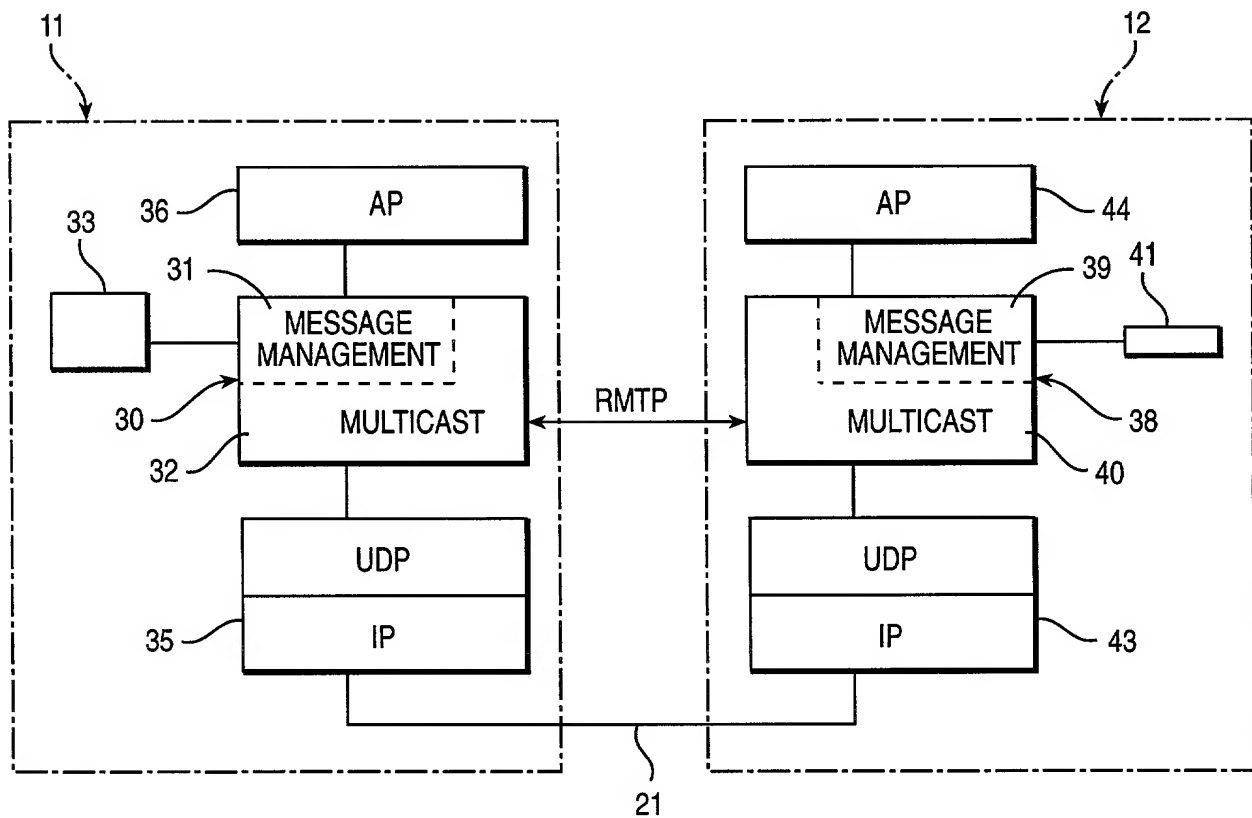 11
12
36
AP
AP
44
33
31
39
41
MESSAGE
MANAGEMENT
MESSAGE
MANAGEMENT
30
RMTP
38
32
MULTICAST
MULTICAST
40
UDP
UDP
35
IP
IP
43
21